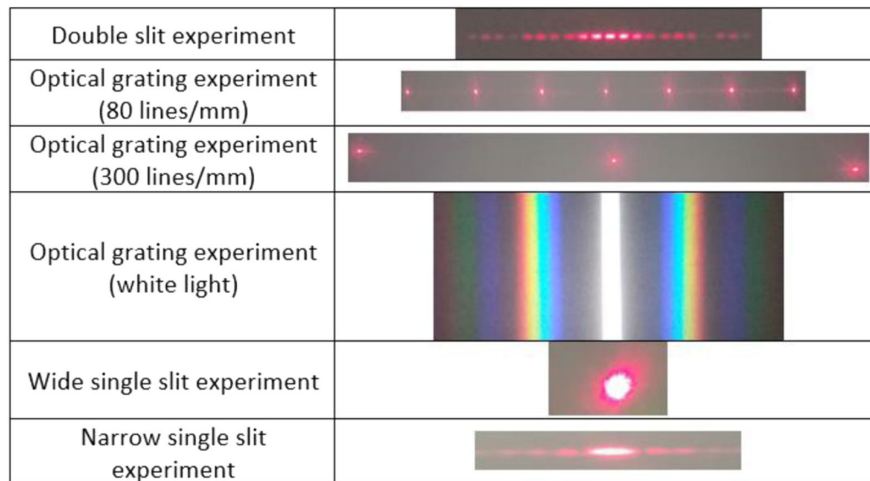 Double slit experiment
Optical grating experiment
(80 lines/mm)
Optical grating experiment
(300 lines/mm)
Optical grating experiment
(white light)
Wide single slit experiment
Narrow single slit
experiment